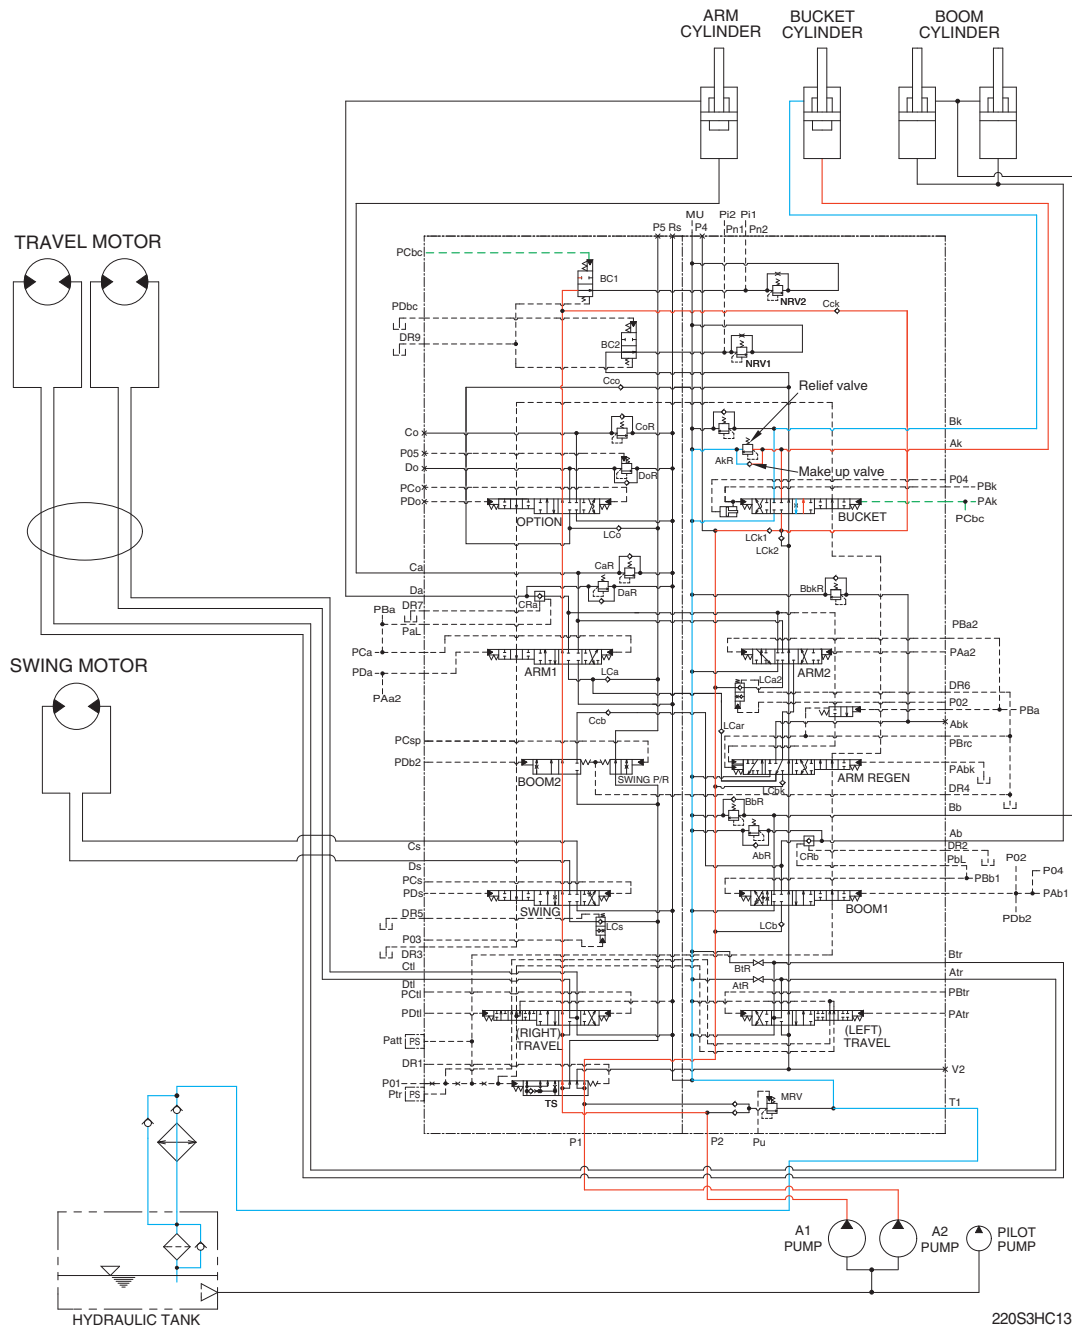 ARM
CYLINDER
BUCKET
CYLINDER
BOOM
CYLINDER
TRAVEL MOTOR
P5 Rs
MU
P4
Pi2 Pi1
Pn1 Pn2
PCbc
BC1
NRV2
Cck
PDbc
DR9
BC2
NRV1
Cco
Relief valve
Co
CoR
Bk
P05
Ak
Do
DoR
AkR
Make up valve
PCo
P04
PBk
PDo
PAk
OPTION
BUCKET
PCbc
LCo
LCk1
LCk2
Ca
CaR
Da
DaR
CRa
BbkR
PBa
DR7
PaL
PBa2
PCa
PAa2
PDa
ARM1
ARM2
PAa2
LCa
LCa2
DR6
P02
PBa
SWING MOTOR
Ccb
LCar
Abk
PCsp
PBrc
PDb2
PAbk
BOOM2
SWING P/R
ARM REGEN
LCbk
DR4
BbR
Bb
Cs
AbR
CRb
Ab
DR2
Ds
PbL
P02
P04
PCs
PBb1
PDs
PAb1
SWING
BOOM1
PDb2
DR5
LCs
LCb
P03
DR3
Btr
Ctl
BtR
Atr
Dtl
AtR
PCtl
PBtr
PDtl
PAtr
(RIGHT)
TRAVEL
(LEFT)
TRAVEL
Patt
PS
DR1
V2
P01
Ptr
PS
TS
MRV
T1
P1
P2
Pu
A1
PUMP
A2
PUMP
PILOT
PUMP
HYDRAULIC TANK
220S3HC13